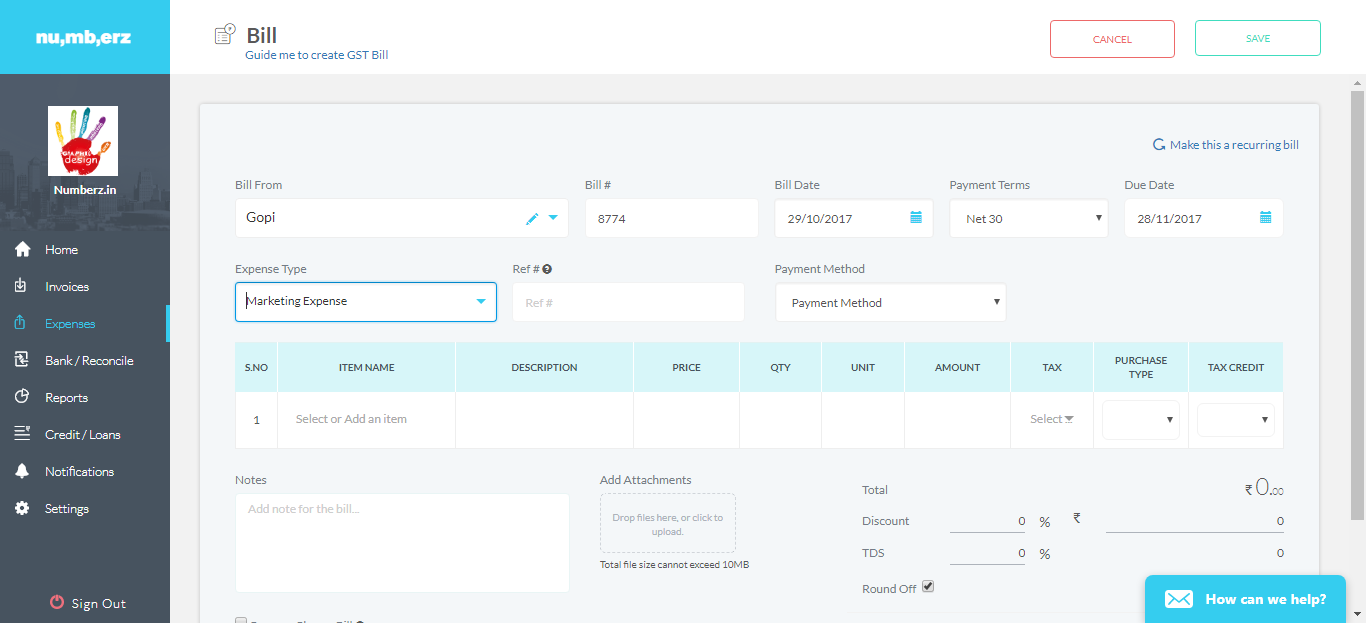 nu,mb,erz
Bill
Guide me to create GST Bill
CANCEL
SAVE
GRAPHIC
design
Numberz.in
Home
Invoices
Expenses
Bank / Reconcile
Reports
Credit / Loans
Notifications
Settings
Sign Out
Make this a recurring bill
Bill From
Bill #
Bill Date
Payment Terms
Due Date
Gopi
8774
29/10/2017
Net 30
28/11/2017
Expense Type
Ref #
Payment Method
Marketing Expense
Ref #
Payment Method
S.NO
ITEM NAME
DESCRIPTION
PRICE
QTY
UNIT
AMOUNT
TAX
PURCHASE
TYPE
TAX CREDIT
1
Select or Add an item
Select
Notes
Add note for the bill...
Add Attachments
Drop files here, or click to
upload.
Total file size cannot exceed 10MB
Total
₹ 0.00
Discount
0 % ₹ 0
TDS
0 % 0
Round Off
How can we help?